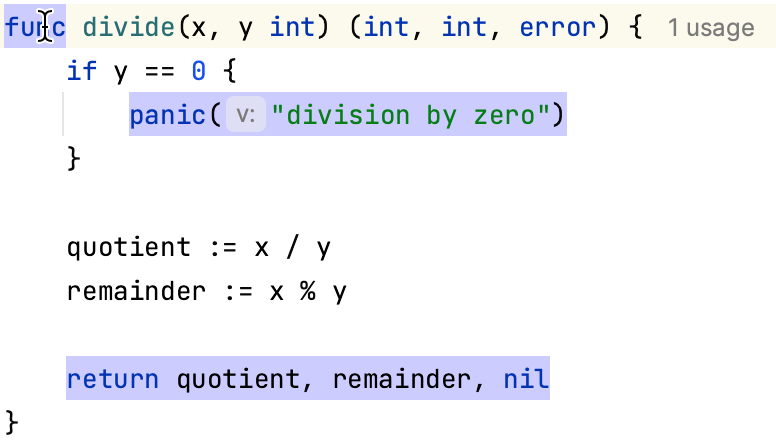 func divide(x, y int) (int, int, error) { 1 usage
    if y == 0 {
        panic( v: "division by zero")
    }
    quotient := x / y
    remainder := x % y
    return quotient, remainder, nil
}